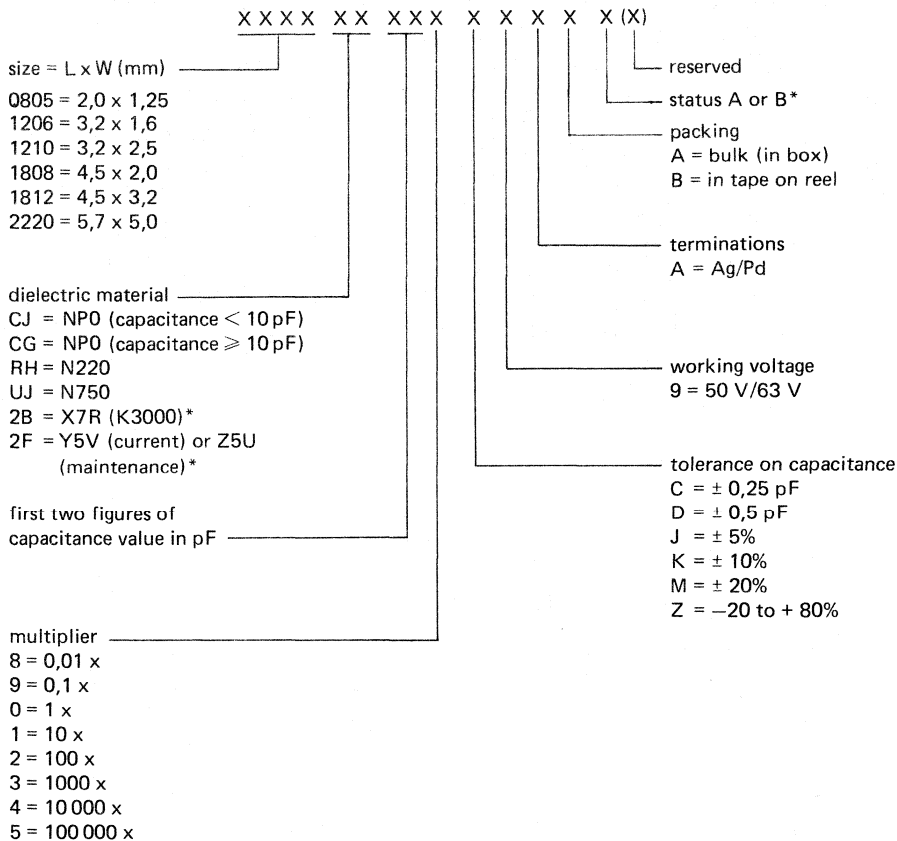 X X X X X X X X X X X X X X (X)
size = L x W (mm)
0805 = 2,0 x 1,25
1206 = 3,2 x 1,6
1210 = 3,2 x 2,5
1808 = 4,5 x 2,0
1812 = 4,5 x 3,2
2220 = 5,7 x 5,0
dielectric material
CJ = NP0 (capacitance < 10 pF)
CG = NP0 (capacitance ⩾ 10 pF)
RH = N220
UJ = N750
2B = X7R (K3000)*
2F = Y5V (current) or Z5U
(maintenance)*
first two figures of
capacitance value in pF
multiplier
8 = 0,01 x
9 = 0,1 x
0 = 1 x
1 = 10 x
2 = 100 x
3 = 1000 x
4 = 10 000 x
5 = 100 000 x
reserved
status A or B*
packing
A = bulk (in box)
B = in tape on reel
terminations
A = Ag/Pd
working voltage
9 = 50 V/63 V
tolerance on capacitance
C = ± 0,25 pF
D = ± 0,5 pF
J = ± 5%
K = ± 10%
M = ± 20%
Z = −20 to + 80%